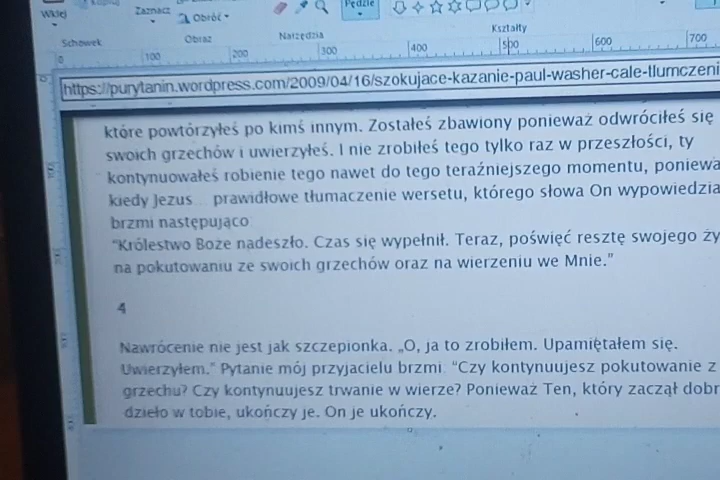 Wklej
Zaznacz
Obróć
Pędzle
Schowek
Obraz
Narzędzia
Kształty
0 100 200 300 400 500 600 700
https://purytanin.wordpress.com/2009/04/16/szokujace-kazanie-paul-washer-cale-tlumczeni
które powtórzyłeś po kimś innym. Zostałeś zbawiony ponieważ odwróciłeś się
swoich grzechów i uwierzyłeś. I nie zrobiłeś tego tylko raz w przeszłości, ty
kontynuowałeś robienie tego nawet do tego teraźniejszego momentu, poniewa
kiedy Jezus... prawidłowe tłumaczenie wersetu, którego słowa On wypowiedzia
brzmi następująco
"Królestwo Boże nadeszło. Czas się wypełnił. Teraz, poświęć resztę swojego ży
na pokutowaniu ze swoich grzechów oraz na wierzeniu we Mnie."
4
Nawrócenie nie jest jak szczepionka. „O, ja to zrobiłem. Upamiętałem się.
Uwierzyłem." Pytanie mój przyjacielu brzmi. "Czy kontynuujesz pokutowanie z
grzechu? Czy kontynuujesz trwanie w wierze? Ponieważ Ten, który zaczął dobr
dzieło w tobie, ukończy je. On je ukończy.